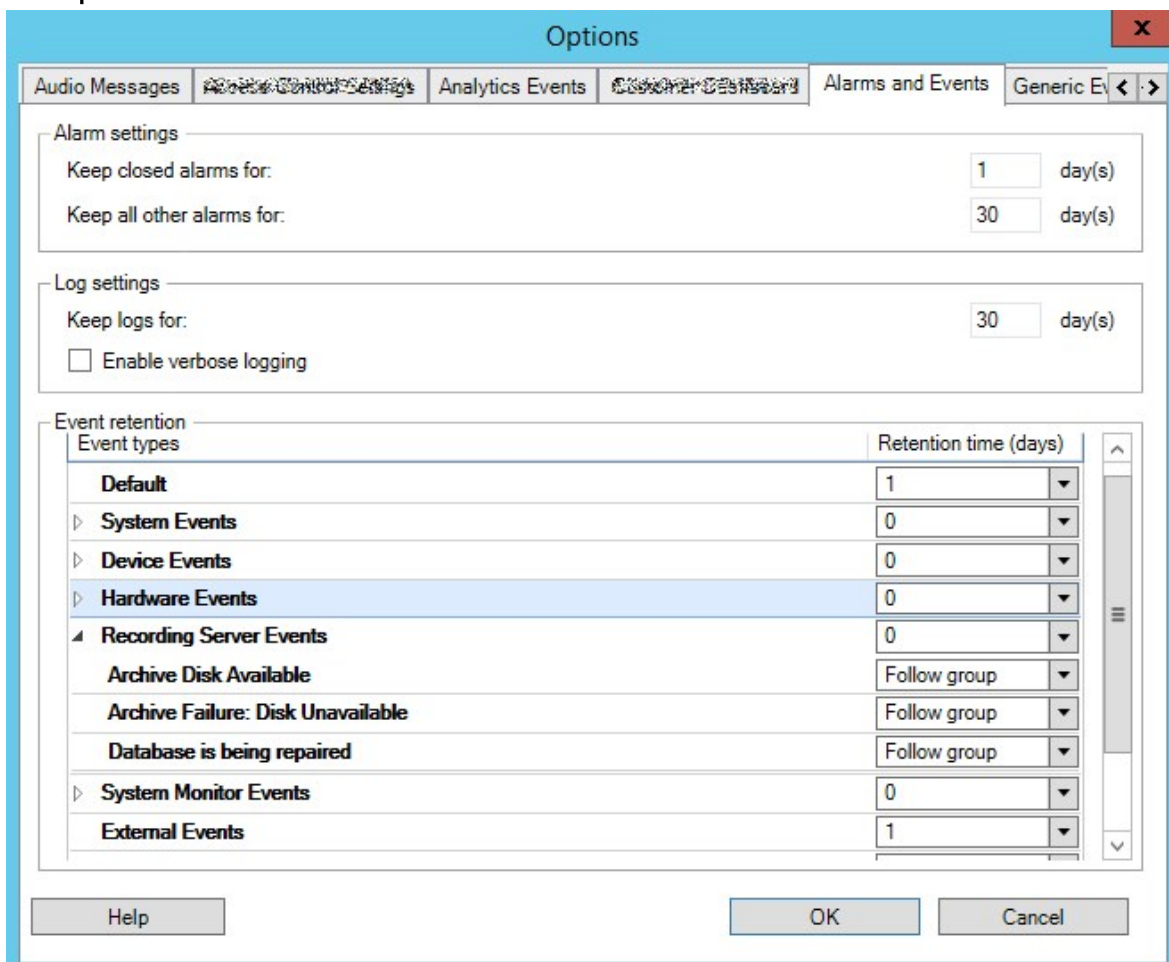 Options
x
Audio Messages Analytics Events Alarms and Events Generic Ev
Alarm settings
Keep closed alarms for: 1 day(s)
Keep all other alarms for: 30 day(s)
Log settings
Keep logs for: 30 day(s)
Enable verbose logging
Event retention
Event types Retention time (days)
Default 1
System Events 0
Device Events 0
Hardware Events 0
Recording Server Events 0
Archive Disk Available Follow group
Archive Failure: Disk Unavailable Follow group
Database is being repaired Follow group
System Monitor Events 0
External Events 1
Help OK Cancel